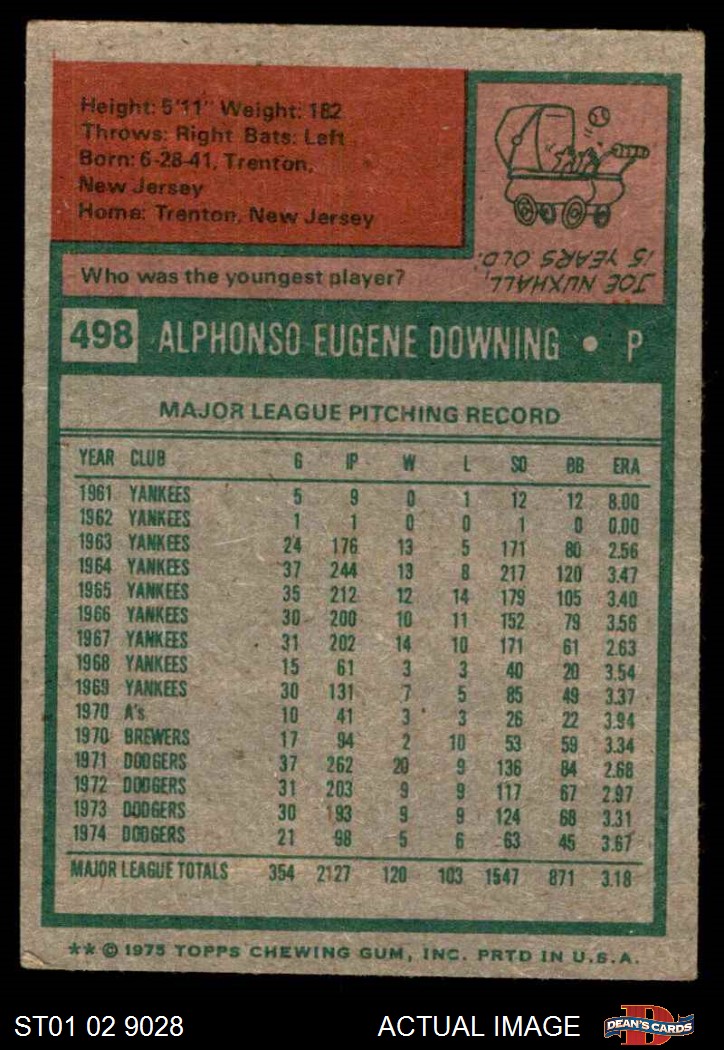 Height: 5'11" Weight: 182
Throws: Right Bats: Left
Born: 6-28-41, Trenton,
New Jersey
Home: Trenton, New Jersey
Who was the youngest player?
JOE NUXHALL,
15 YEARS OLD.
498 ALPHONSO EUGENE DOWNING • P
MAJOR LEAGUE PITCHING RECORD
YEAR CLUB G IP W L SO BB ERA
1961 YANKEES 5 9 0 1 12 12 8.00
1962 YANKEES 1 1 0 0 1 0 0.00
1963 YANKEES 24 176 13 5 171 80 2.56
1964 YANKEES 37 244 13 8 217 120 3.47
1965 YANKEES 35 212 12 14 179 105 3.40
1966 YANKEES 30 200 10 11 152 79 3.56
1967 YANKEES 31 202 14 10 171 61 2.63
1968 YANKEES 15 61 3 3 40 20 3.54
1969 YANKEES 30 131 7 5 85 49 3.37
1970 A's 10 41 3 3 26 22 3.94
1970 BREWERS 17 94 2 10 53 59 3.34
1971 DODGERS 37 262 20 9 136 84 2.68
1972 DODGERS 31 203 9 9 117 67 2.97
1973 DODGERS 30 193 9 9 124 68 3.31
1974 DODGERS 21 98 5 6 63 45 3.67
MAJOR LEAGUE TOTALS 354 2127 120 103 1547 871 3.18
** © 1975 TOPPS CHEWING GUM, INC. PRTD IN U.S.A.
ST01 02 9028 ACTUAL IMAGE D DEAN'S CARDS